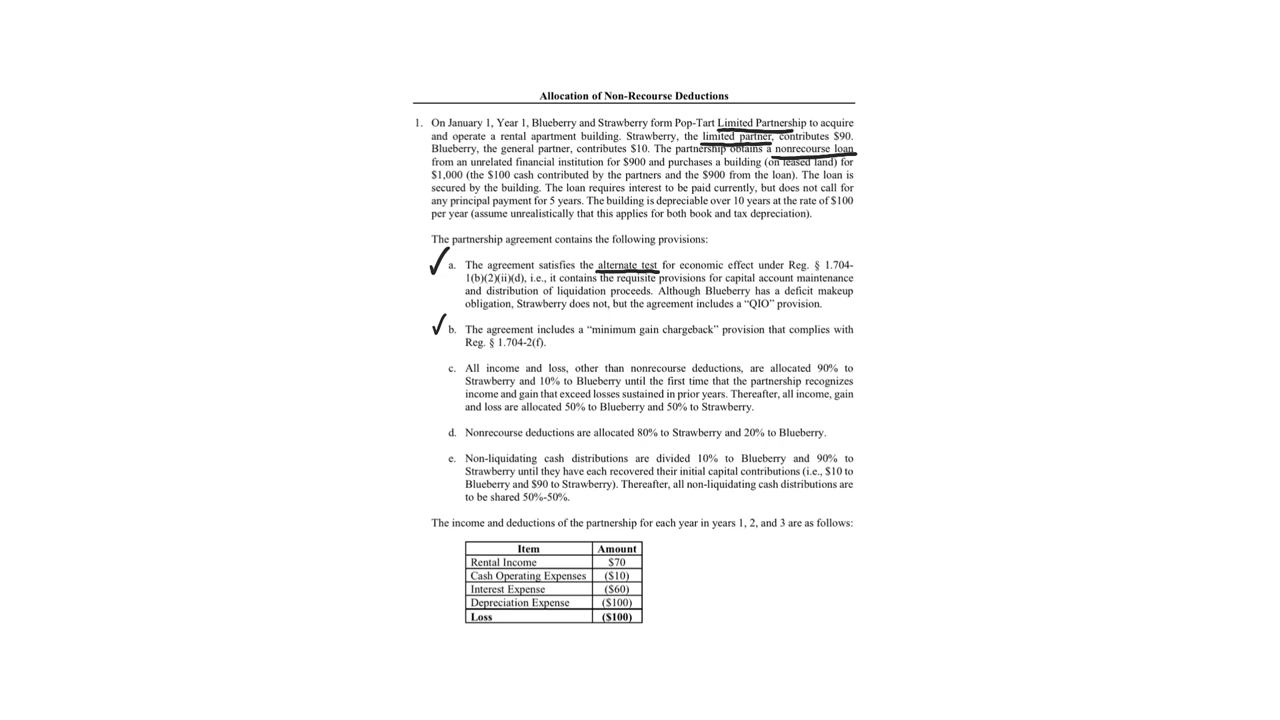 Allocation of Non-Recourse Deductions
1. On January 1, Year 1, Blueberry and Strawberry form Pop-Tart Limited Partnership to acquire
and operate a rental apartment building. Strawberry, the limited partner, contributes $90.
Blueberry, the general partner, contributes $10. The partnership obtains a nonrecourse loan
from an unrelated financial institution for $900 and purchases a building (on leased land) for
$1,000 (the $100 cash contributed by the partners and the $900 from the loan). The loan is
secured by the building. The loan requires interest to be paid currently, but does not call for
any principal payment for 5 years. The building is depreciable over 10 years at the rate of $100
per year (assume unrealistically that this applies for both book and tax depreciation).
The partnership agreement contains the following provisions:
a. The agreement satisfies the alternate test for economic effect under Reg. § 1.704-
1(b)(2)(ii)(d), i.e., it contains the requisite provisions for capital account maintenance
and distribution of liquidation proceeds. Although Blueberry has a deficit makeup
obligation, Strawberry does not, but the agreement includes a “QIO” provision.
b. The agreement includes a “minimum gain chargeback” provision that complies with
Reg. § 1.704-2(f).
c. All income and loss, other than nonrecourse deductions, are allocated 90% to
Strawberry and 10% to Blueberry until the first time that the partnership recognizes
income and gain that exceed losses sustained in prior years. Thereafter, all income, gain
and loss are allocated 50% to Blueberry and 50% to Strawberry.
d. Nonrecourse deductions are allocated 80% to Strawberry and 20% to Blueberry.
e. Non-liquidating cash distributions are divided 10% to Blueberry and 90% to
Strawberry until they have each recovered their initial capital contributions (i.e., $10 to
Blueberry and $90 to Strawberry). Thereafter, all non-liquidating cash distributions are
to be shared 50%-50%.
The income and deductions of the partnership for each year in years 1, 2, and 3 are as follows:
Item Amount
Rental Income $70
Cash Operating Expenses ($10)
Interest Expense ($60)
Depreciation Expense ($100)
Loss ($100)